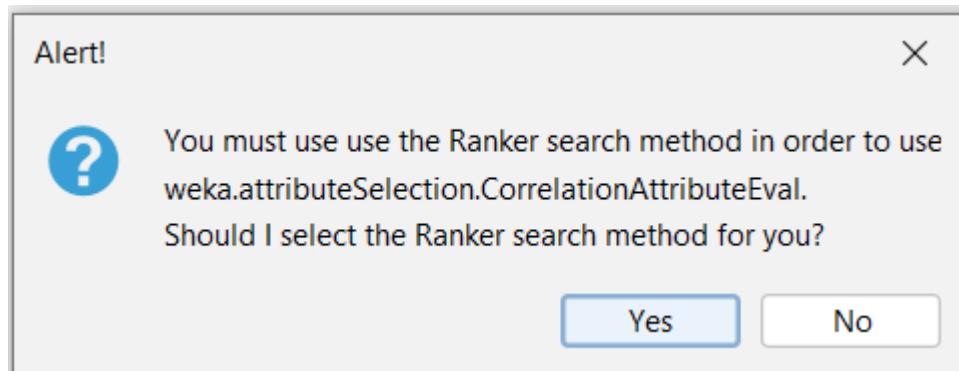 Alert!
You must use use the Ranker search method in order to use
weka.attributeSelection.CorrelationAttributeEval.
Should I select the Ranker search method for you?
Yes
No